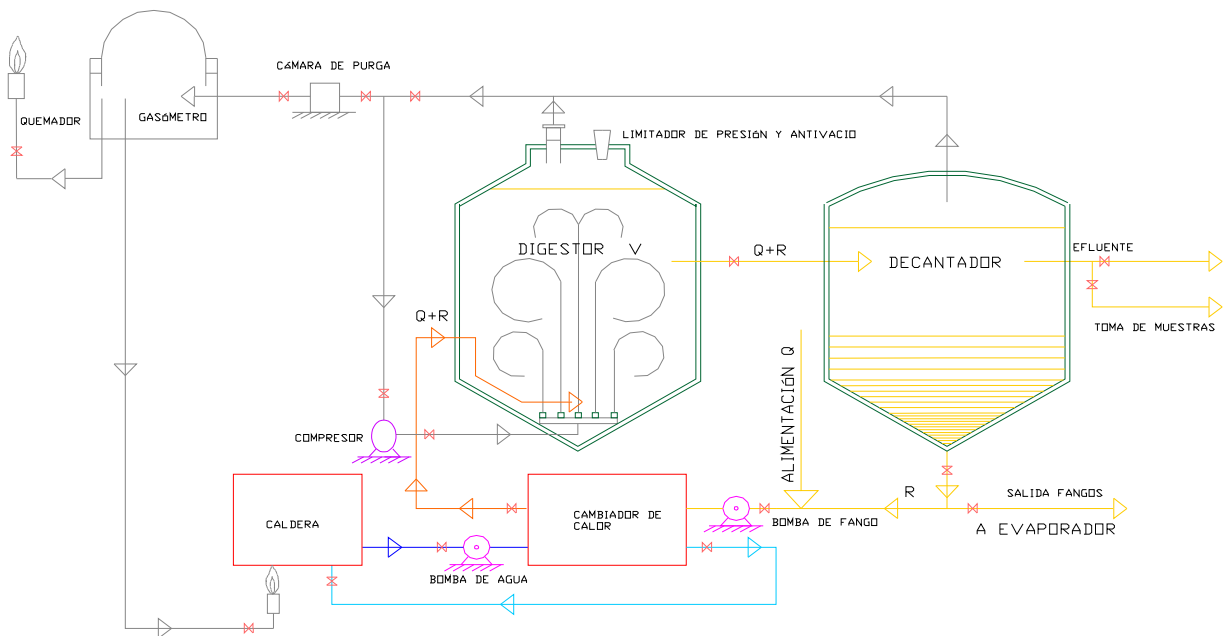 CÁMARA DE PURGA
QUEMADOR
GASÓMETRO
LIMITADOR DE PRESIÓN Y ANTIVACIO
DIGESTOR V
Q+R
DECANTADOR
EFLUENTE
TOMA DE MUESTRAS
Q+R
ALIMENTACIÓN Q
COMPRESOR
CALDERA
CAMBIADOR DE
CALOR
BOMBA DE AGUA
BOMBA DE FANGO
R
SALIDA FANGOS
A EVAPORADOR